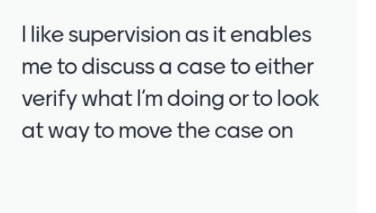 I like supervision as it enables
me to discuss a case to either
verify what I'm doing or to look
at way to move the case on